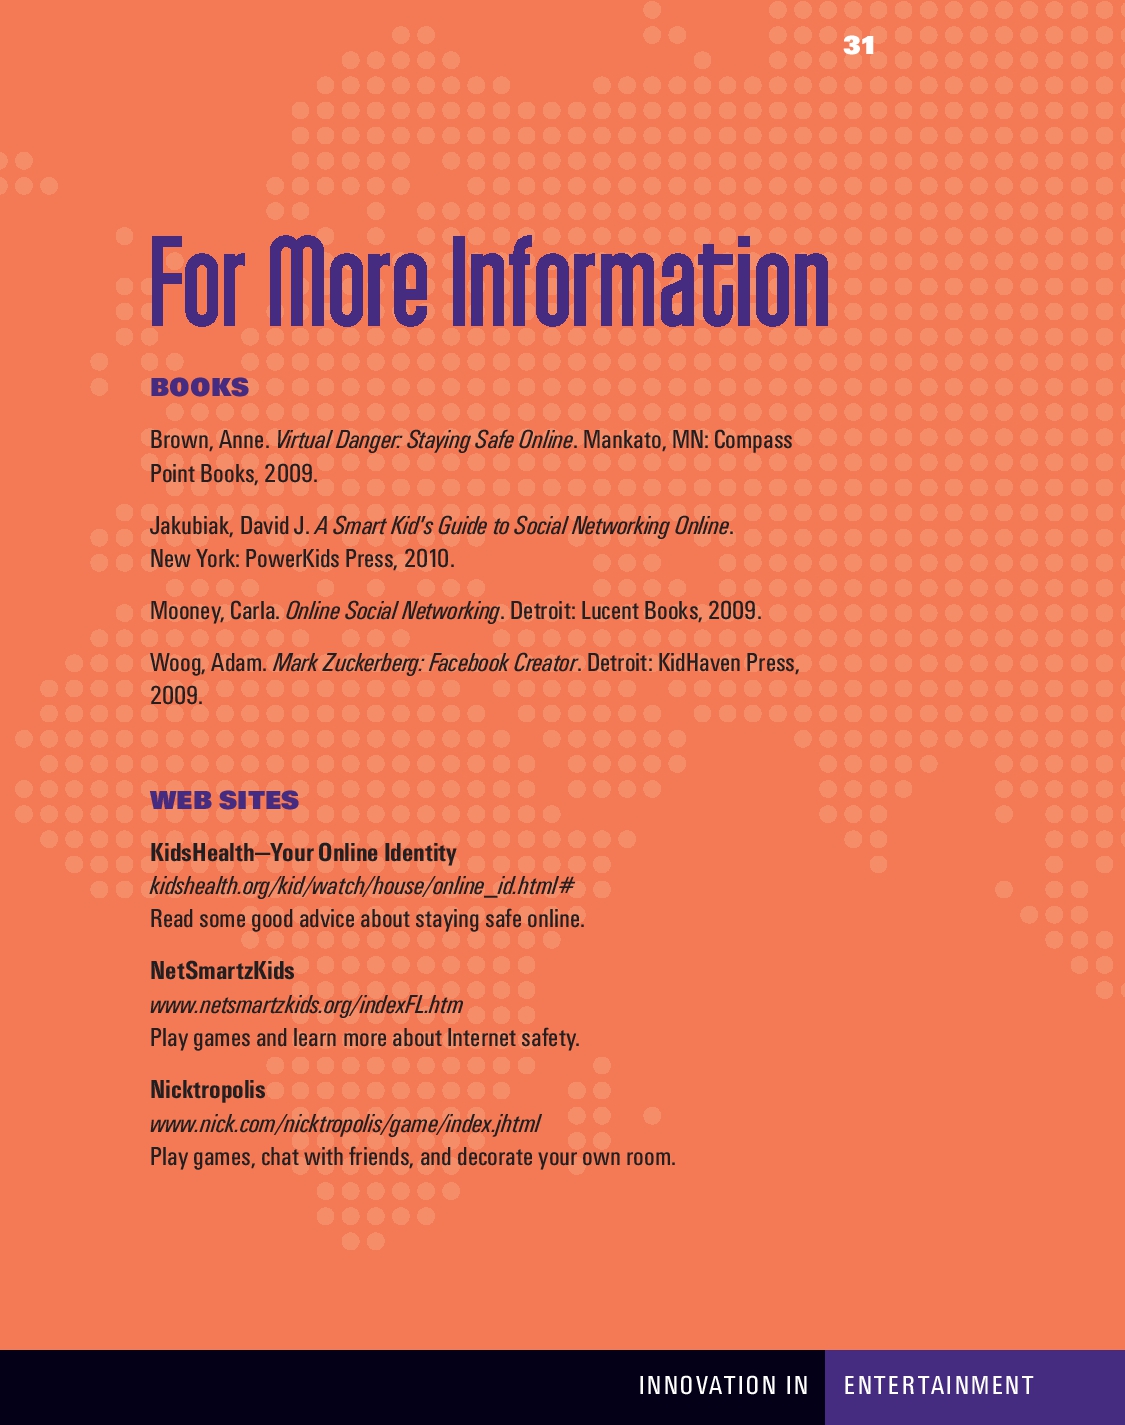 31
For More Information
BOOKS
Brown, Anne. Virtual Danger: Staying Safe Online. Mankato, MN: Compass
Point Books, 2009.
Jakubiak, David J. A Smart Kid's Guide to Social Networking Online.
New York: PowerKids Press, 2010.
Mooney, Carla. Online Social Networking. Detroit: Lucent Books, 2009.
Woog, Adam. Mark Zuckerberg: Facebook Creator. Detroit: KidHaven Press,
2009.
WEB SITES
KidsHealth—Your Online Identity
kidshealth.org/kid/watch/house/online_id.html#
Read some good advice about staying safe online.
NetSmartzKids
www.netsmartzkids.org/indexFL.htm
Play games and learn more about Internet safety.
Nicktropolis
www.nick.com/nicktropolis/game/index.jhtml
Play games, chat with friends, and decorate your own room.
INNOVATION IN ENTERTAINMENT